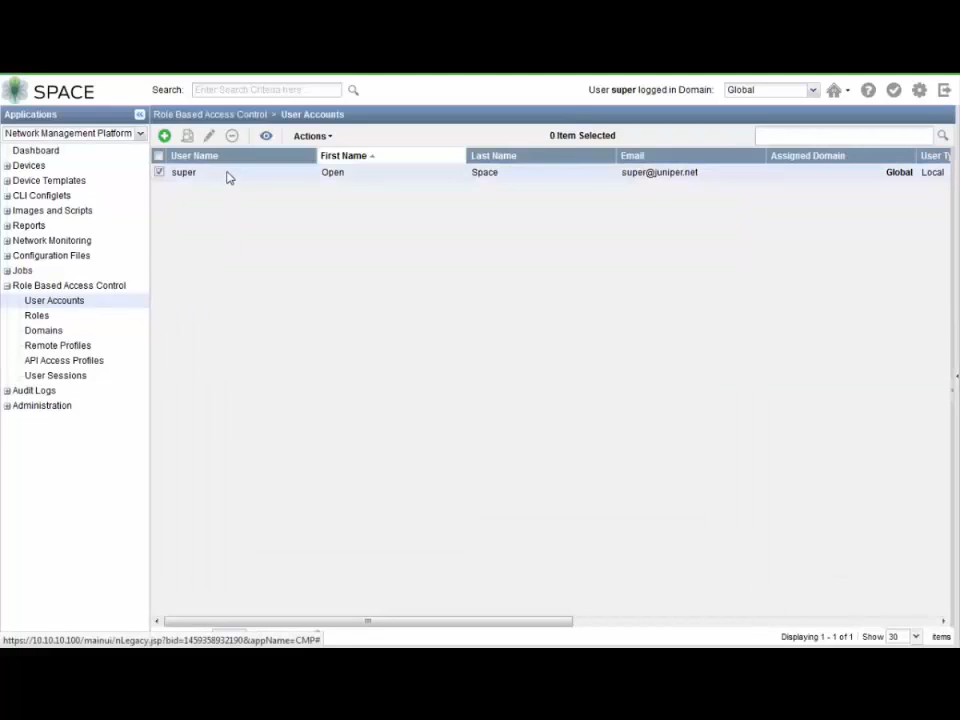 SPACE Search: Enter Search Criteria here ... User super logged in Domain: Global
Applications Role Based Access Control > User Accounts
Network Management Platform Actions 0 Item Selected
Dashboard
Devices
Device Templates
CLI Configlets
Images and Scripts
Reports
Network Monitoring
Configuration Files
Jobs
Role Based Access Control
User Accounts
Roles
Domains
Remote Profiles
API Access Profiles
User Sessions
Audit Logs
Administration
User Name First Name Last Name Email Assigned Domain User Ty
super Open Space super@juniper.net Global Local
Displaying 1 - 1 of 1 Show 30 items
https://10.10.10.100/mainui/nLegacy.jsp?bid=1459358932190&appName=CMP#